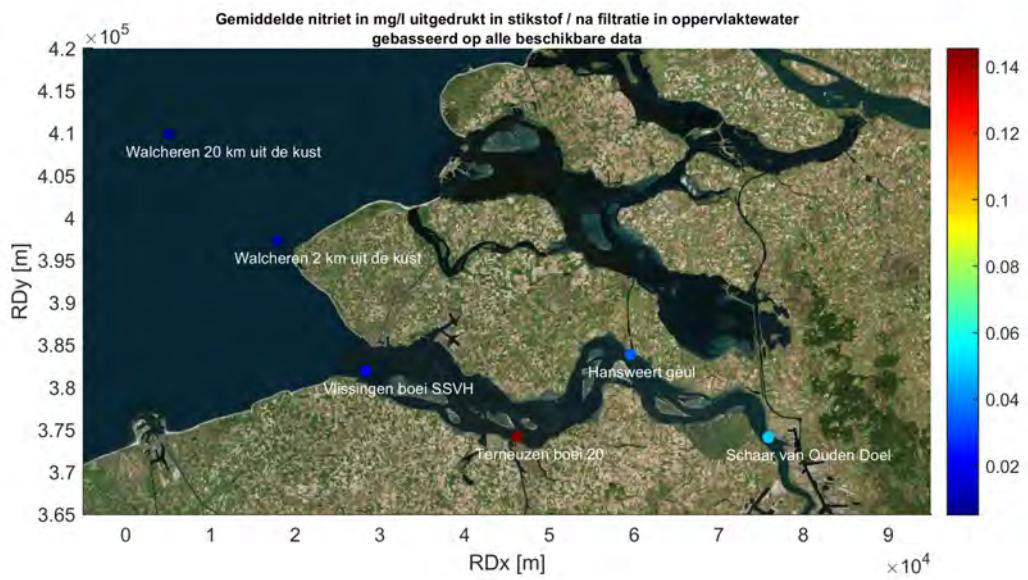 Gemiddelde nitriet in mg/l uitgedrukt in stikstof / na filtratie in oppervlaktewater
gebasseerd op alle beschikbare data
×10⁵
4.2
4.15
4.1
4.05
4
3.95
3.9
3.85
3.8
3.75
3.7
3.65
RDy [m]
Walcheren 20 km uit de kust
Walcheren 2 km uit de kust
Vlissingen boei SSVH
Hansweert geul
Terneuzen boei 20
Schaar van Ouden Doel
0 1 2 3 4 5 6 7 8 9
×10⁴
RDx [m]
0.14
0.12
0.1
0.08
0.06
0.04
0.02